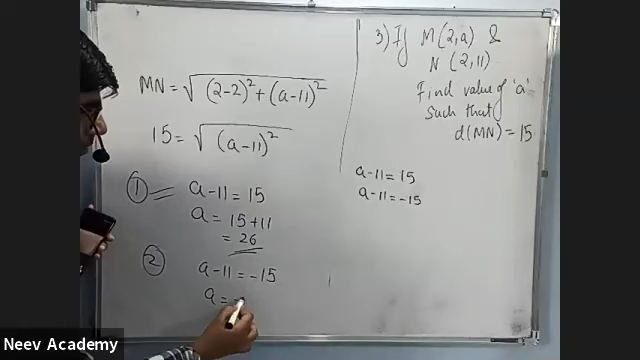 MN = √(2-2)² + (a-11)²
15 = √(a-11)²
① a-11 = 15
a = 15+11
= 26
② a-11 = -15
a = -
3) If M(2,a) &
N(2,11)
Find value of 'a'
such that
d(MN) = 15
a-11 = 15
a-11 = -15
Neev Academy